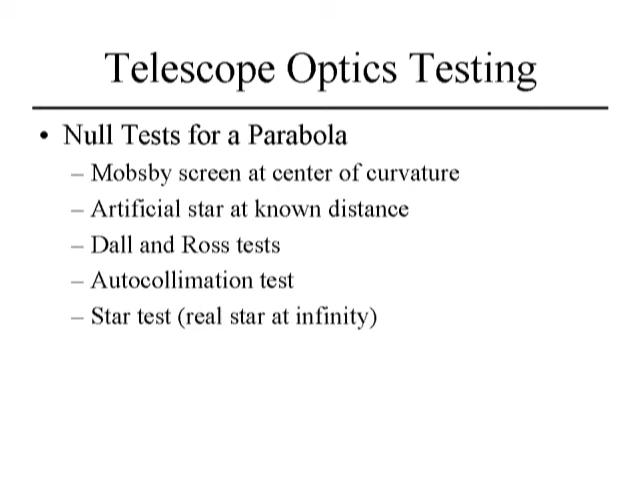 Telescope Optics Testing
• Null Tests for a Parabola
– Mobsby screen at center of curvature
– Artificial star at known distance
– Dall and Ross tests
– Autocollimation test
– Star test (real star at infinity)